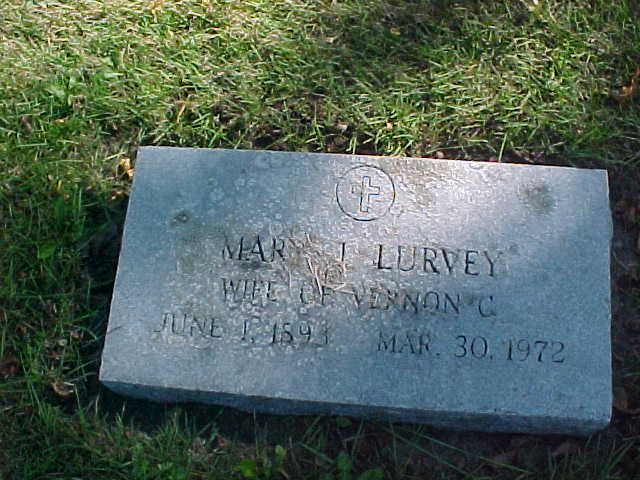 MARY I LURVEY
WIFE OF VERNON C
JUNE 1, 1893 MAR. 30, 1972